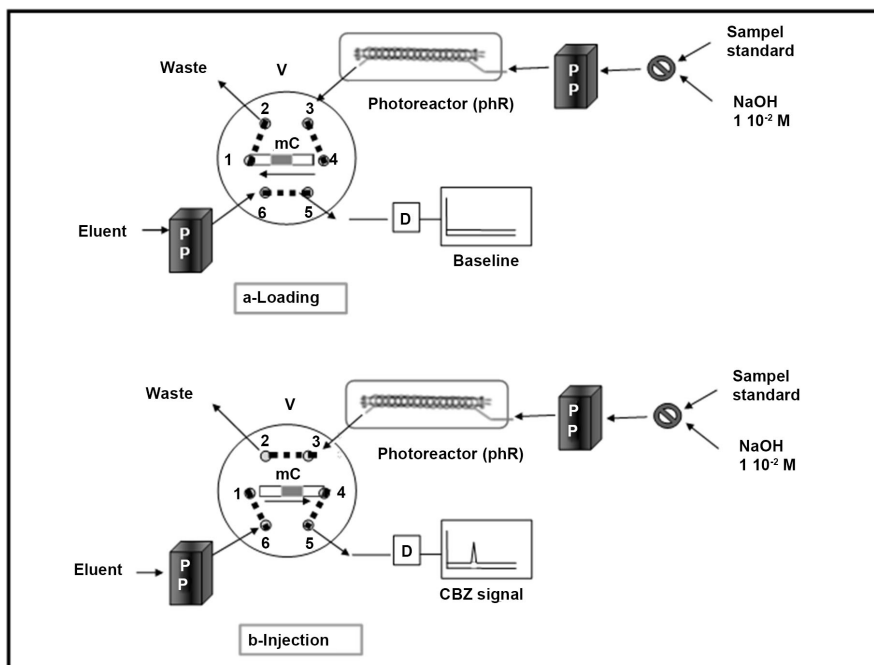 Sampel
standard
Waste
V
P
P
2
3
Photoreactor (phR)
NaOH
1 10⁻² M
mC
1
4
Eluent
P
P
6
5
D
Baseline
a-Loading
Waste
V
Sampel
standard
P
P
2
3
Photoreactor (phR)
NaOH
1 10⁻² M
mC
1
4
6
5
D
Eluent
P
P
CBZ signal
b-Injection